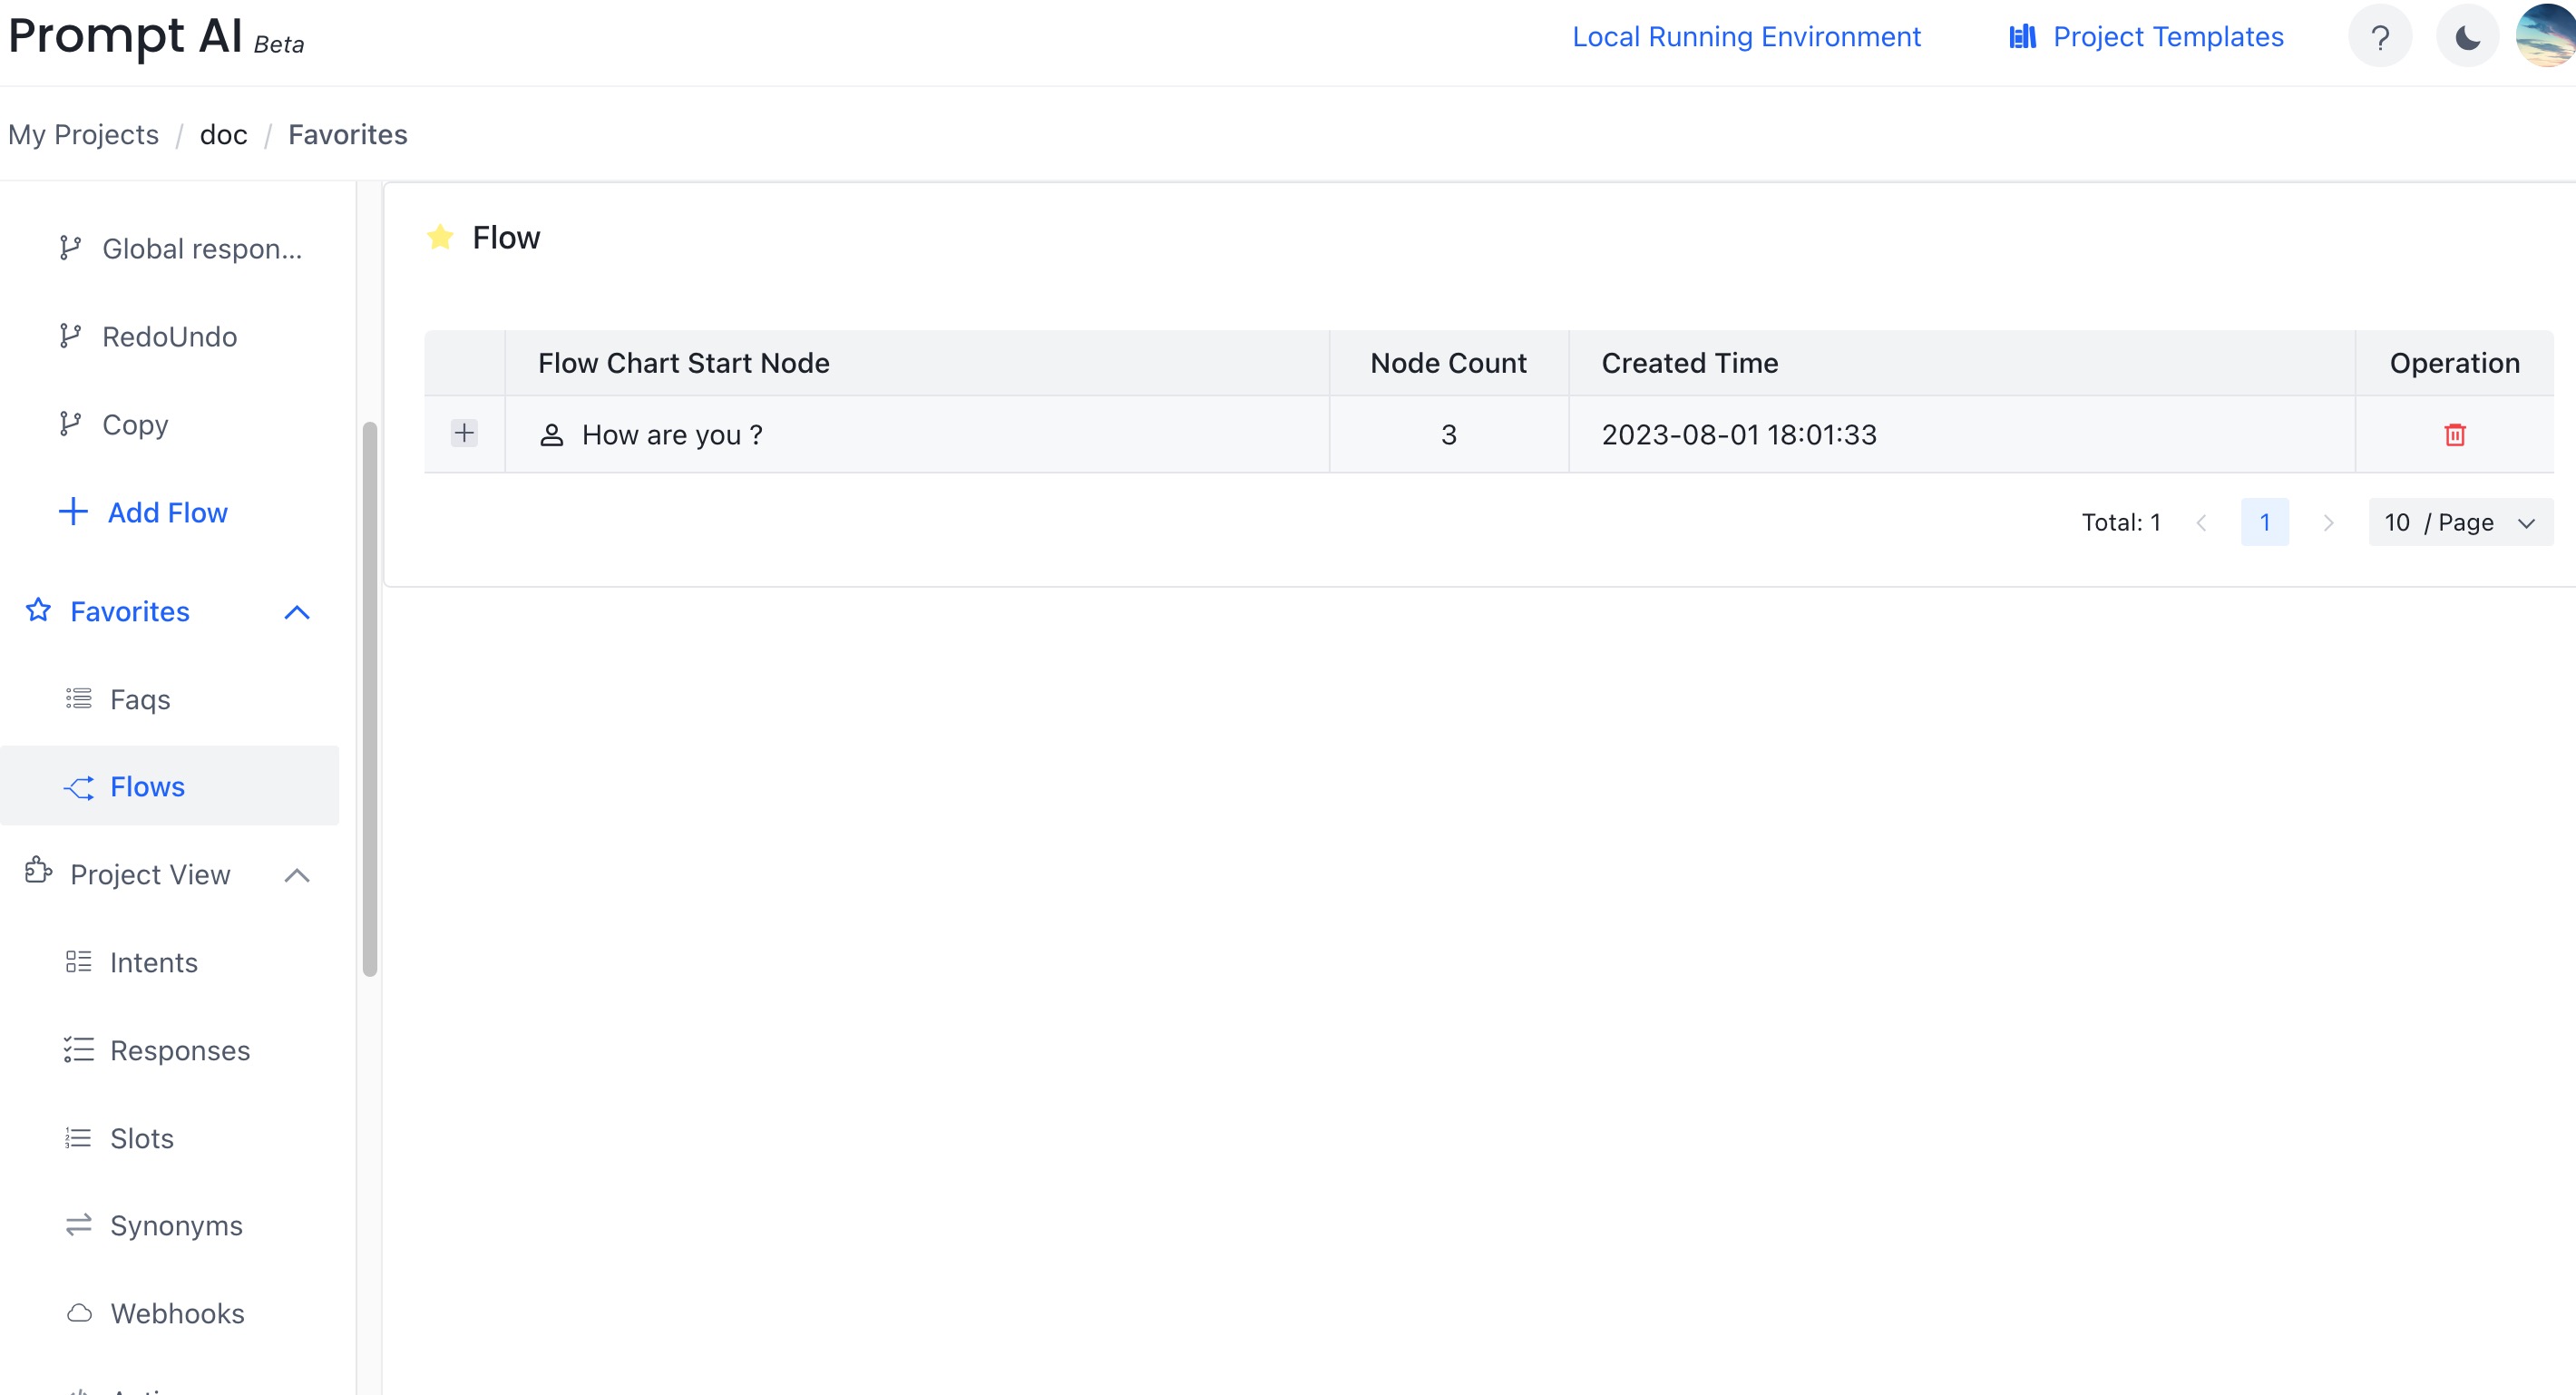 Prompt AI Beta
Local Running Environment
Project Templates
?
My Projects / doc / Favorites
Global respon...
RedoUndo
Copy
Add Flow
Favorites
Faqs
Flows
Project View
Intents
Responses
Slots
Synonyms
Webhooks
Flow
Flow Chart Start Node Node Count Created Time Operation
How are you ? 3 2023-08-01 18:01:33
Total: 1 1 10 / Page